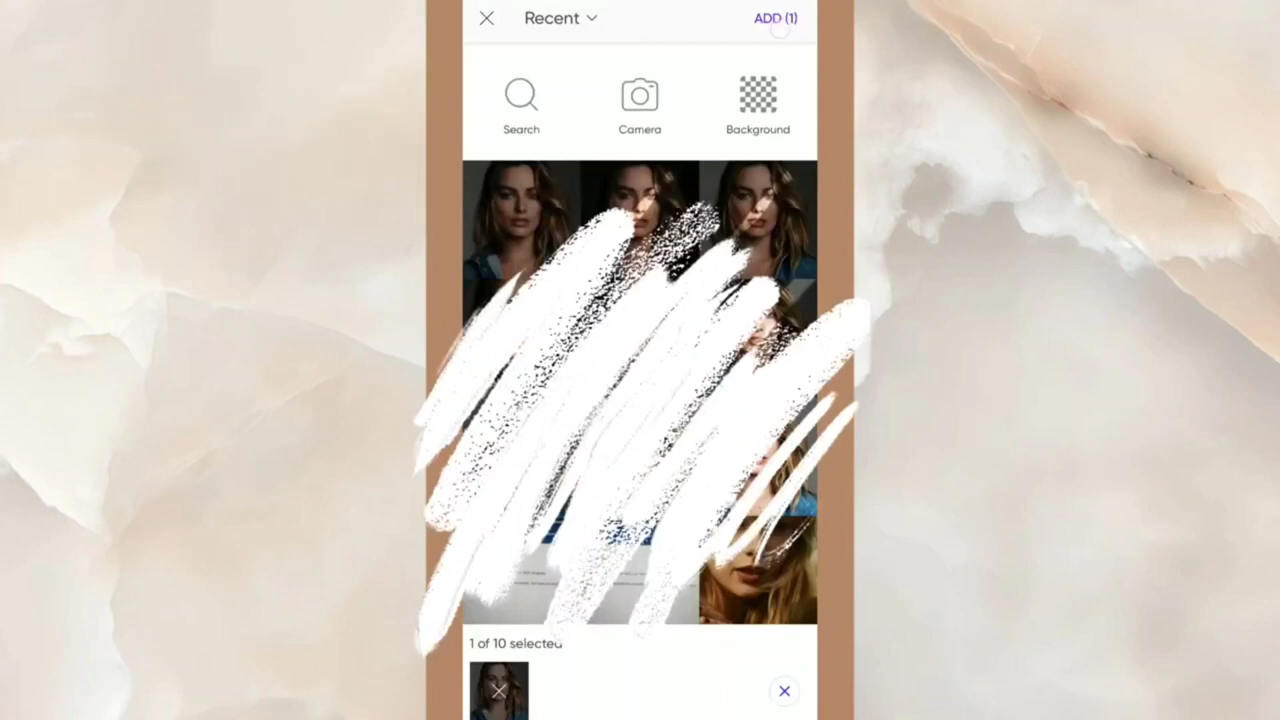 Recent
ADD (1)
Search
Camera
Background
1 of 10 selected